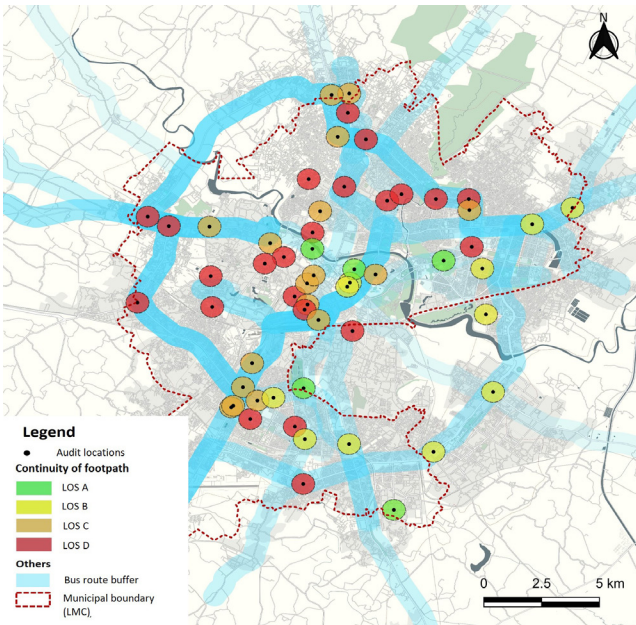 N
Legend
Audit locations
Continuity of footpath
LOS A
LOS B
LOS C
LOS D
Others
Bus route buffer
Municipal boundary
(LMC)
0 2.5 5 km